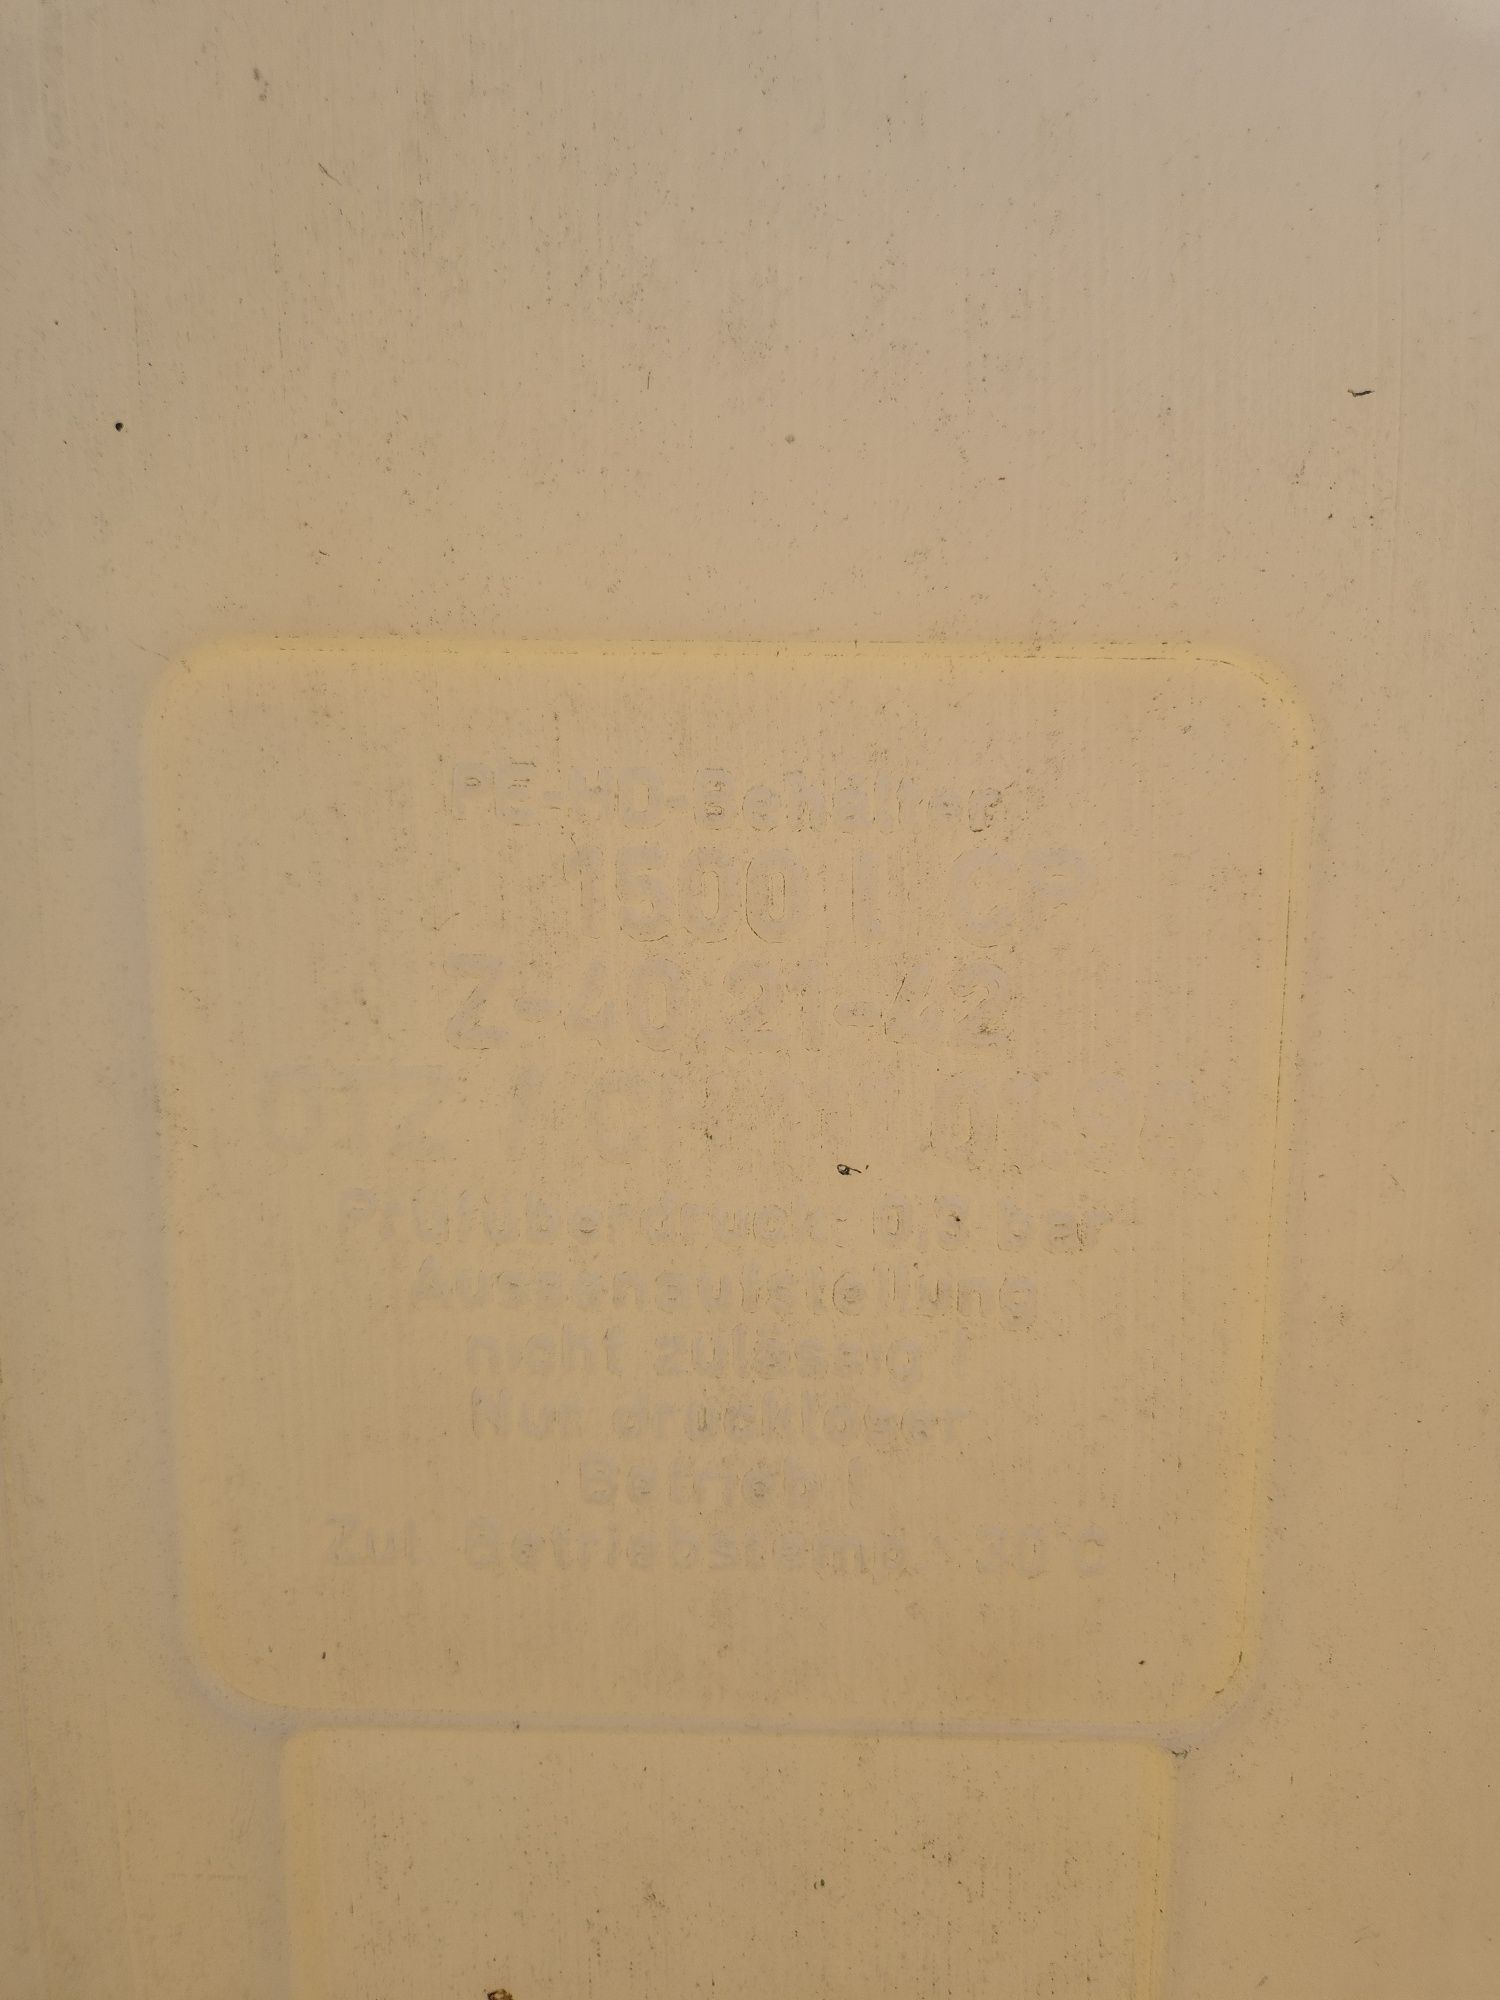 PE-HD-Behälter
1500 l CP
Z-40.21-42
Prüfüberdruck: 0,3 bar
Aussenaufstellung
nicht zulässig !
Nur druckloser
Betrieb !
Zul. Betriebstemp. 30°C